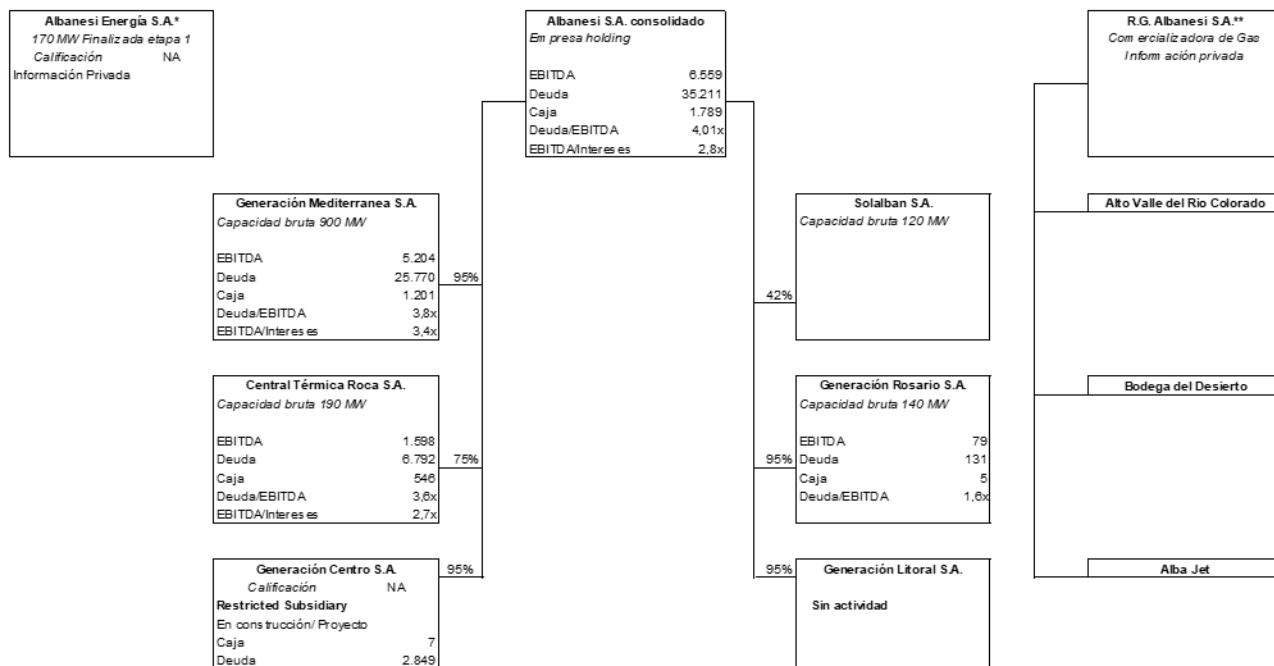 Albanesi Energía S.A.*
170 MW Finalizada etapa 1
Calificación NA
Información Privada
Albanesi S.A. consolidado
Empresa holding
EBITDA 6.559
Deuda 35.211
Caja 1.789
Deuda/EBITDA 4,01x
EBITDA/Intereses 2,8x
R.G. Albanesi S.A.**
Comercializadora de Gas
Información privada
Generación Mediterranea S.A.
Capacidad bruta 900 MW
EBITDA 5.204
Deuda 25.770
Caja 1.201
Deuda/EBITDA 3,8x
EBITDA/Intereses 3,4x
95%
Solalban S.A.
Capacidad bruta 120 MW
42%
Alto Valle del Rio Colorado
Central Térmica Roca S.A.
Capacidad bruta 190 MW
EBITDA 1.598
Deuda 6.792
Caja 546
Deuda/EBITDA 3,6x
EBITDA/Intereses 2,7x
75%
Generación Rosario S.A.
Capacidad bruta 140 MW
EBITDA 79
95% Deuda 131
Caja 5
Deuda/EBITDA 1,6x
Bodega del Desierto
Generación Centro S.A.
95%
Calificación NA
Restricted Subsidiary
En construcción/ Proyecto
Caja 7
Deuda 2.849
95%
Generación Litoral S.A.
Sin actividad
Alba Jet